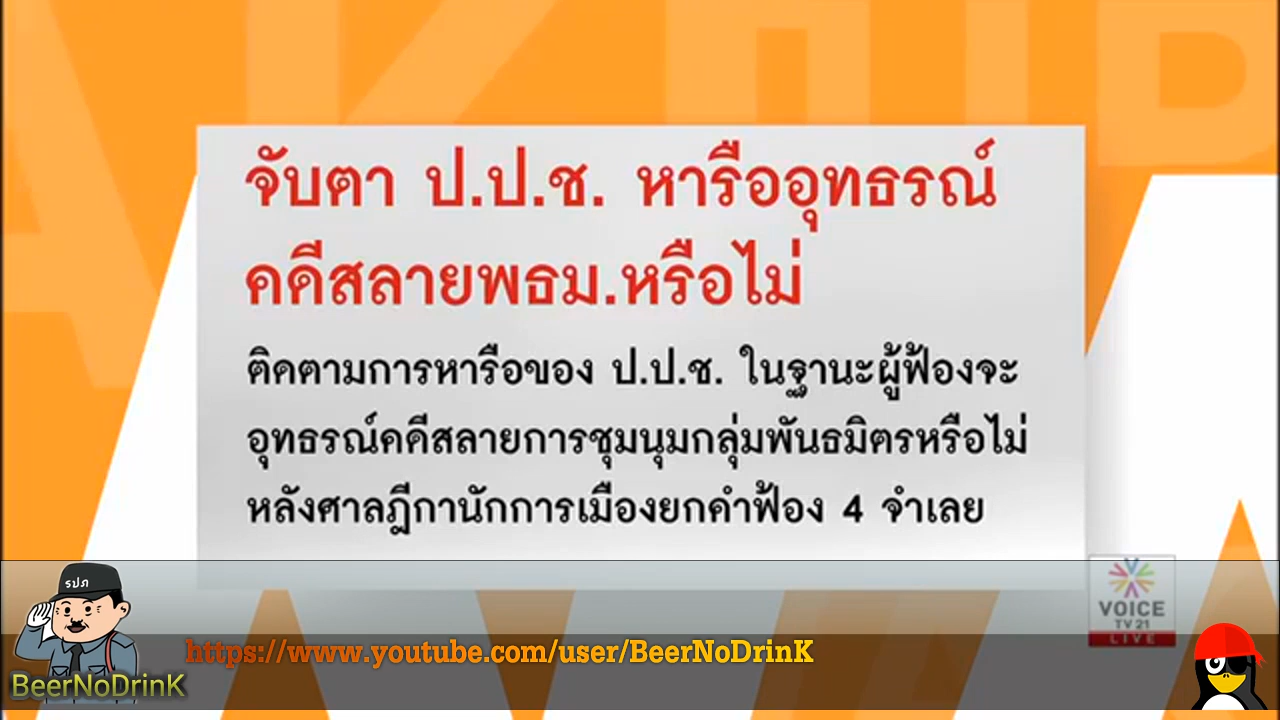 จับตา ป.ป.ช. หารืออุทธรณ์
คดีสลายพธม.หรือไม่
ติดตามการหารือของ ป.ป.ช. ในฐานะผู้ฟ้องจะ
อุทธรณ์คดีสลายการชุมนุมกลุ่มพันธมิตรหรือไม่
หลังศาลฎีกานักการเมืองยกคำฟ้อง 4 จำเลย
VOICE
TV 21
LIVE
รปภ
https://www.youtube.com/user/BeerNoDrinK
BeerNoDrinK